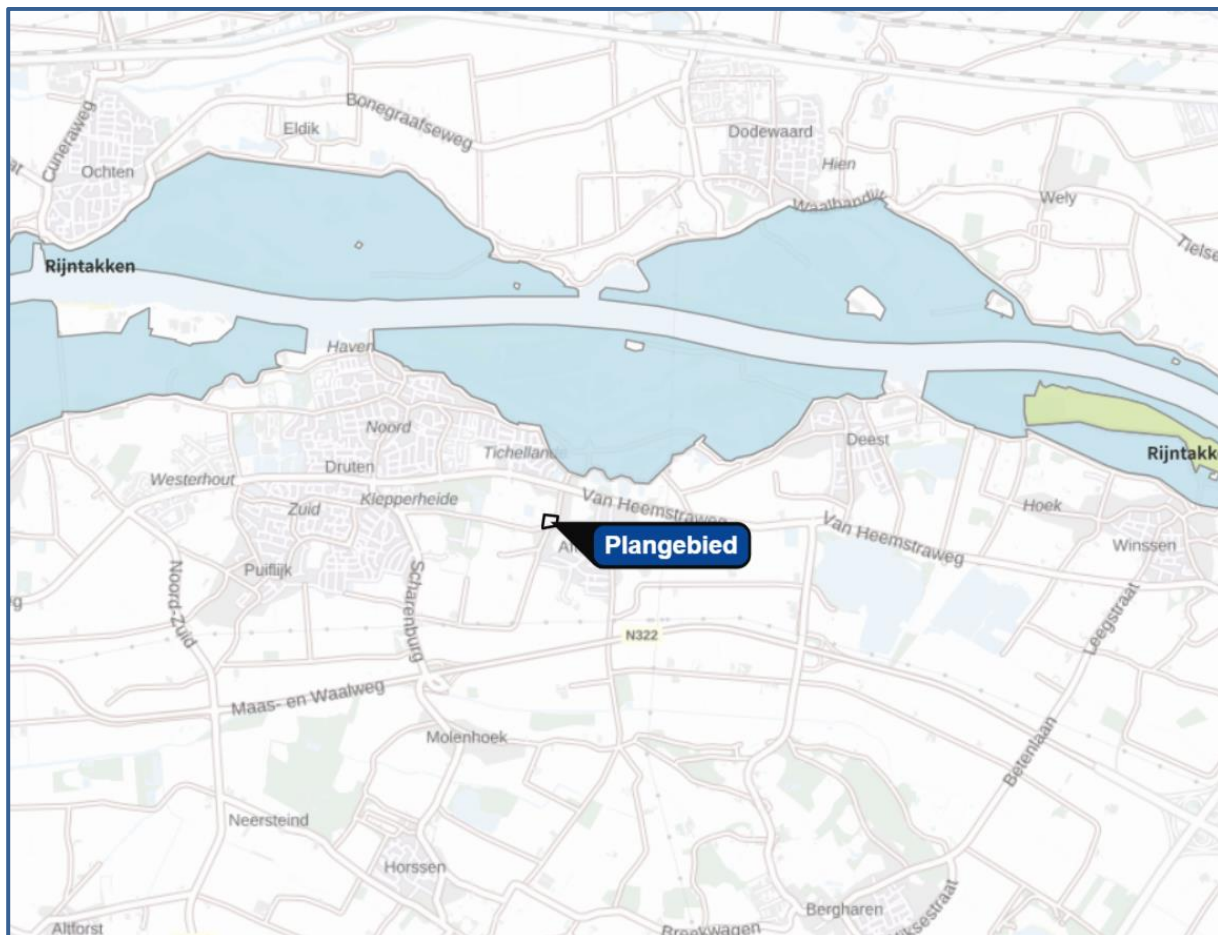 Cuneraweg
Ochten
Eldik
Bonegraafseweg
Dodewaard
Hien
Waalbandijk
Wely
Rijntakken
Haven
Noord
Druten
Tichellande
Westerhout
Zuid
Klepperheide
Puiflijk
Van Heemstraweg
Plangebied
Deest
Van Heemstraweg
Hoek
Rijntakk
Winssen
Noord-Zuid
Scharenburg
N322
Leegstraat
Maas- en Waalweg
Molenhoek
Betenlaan
Neersteind
Horssen
Bergharen
Altforst
Breekwagen